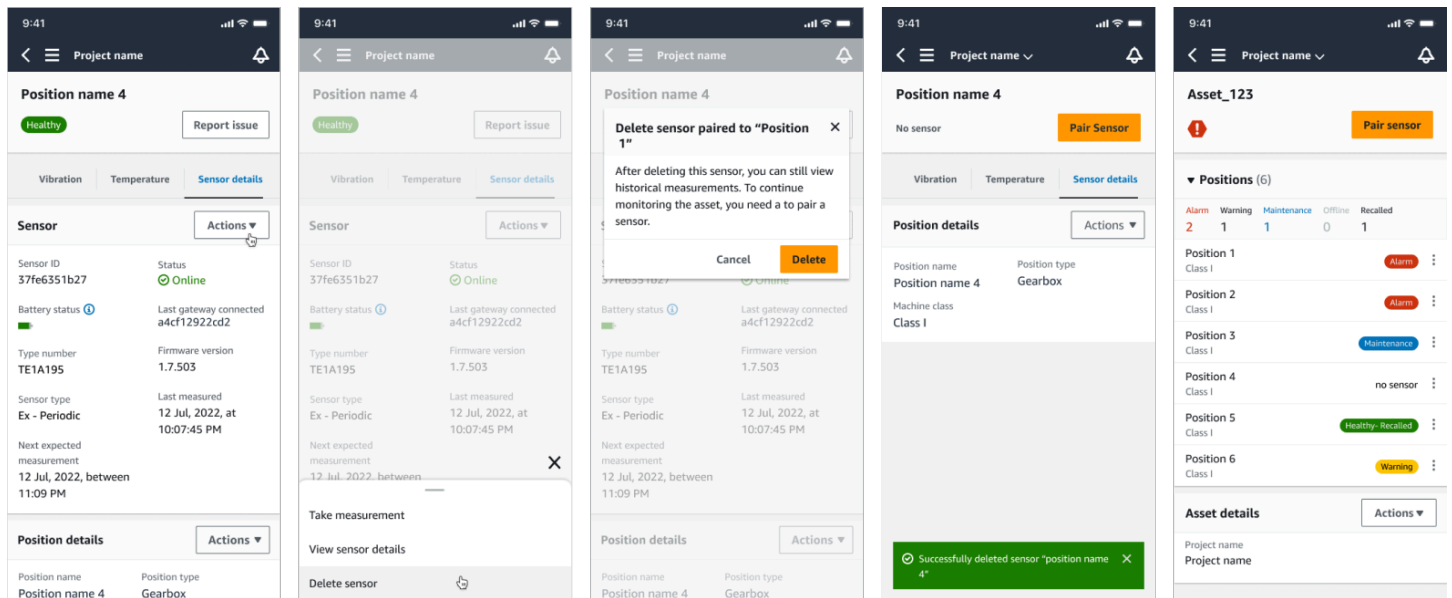 9:41
Project name
Position name 4
Healthy
Report issue
Vibration Temperature Sensor details
Sensor
Actions ▼
Sensor ID
37fe6351b27
Status
Online
Battery status
Last gateway connected
a4cf12922cd2
Type number
TE1A195
Firmware version
1.7.503
Sensor type
Ex - Periodic
Last measured
12 Jul, 2022, at
10:07:45 PM
Next expected
measurement
12 Jul, 2022, between
11:09 PM
Position details
Actions ▼
Position name
Position name 4
Position type
Gearbox
9:41
Project name
Position name 4
Healthy
Report issue
Vibration Temperature Sensor details
Sensor
Actions ▼
Sensor ID
37fe6351b27
Status
Online
Battery status
Last gateway connected
a4cf12922cd2
Type number
TE1A195
Firmware version
1.7.503
Sensor type
Ex - Periodic
Last measured
12 Jul, 2022, at
10:07:45 PM
Next expected
measurement
12 Jul, 2022, between
Take measurement
View sensor details
Delete sensor
9:41
Project name
Position name 4
Delete sensor paired to “Position
1”
After deleting this sensor, you can still view
historical measurements. To continue
monitoring the asset, you need a to pair a
sensor.
Cancel
Delete
37fe6351b27
Online
Battery status
Last gateway connected
a4cf12922cd2
Type number
TE1A195
Firmware version
1.7.503
Sensor type
Ex - Periodic
Last measured
12 Jul, 2022, at
10:07:45 PM
Next expected
measurement
12 Jul, 2022, between
11:09 PM
Position details
Actions ▼
Position name
Position name 4
Position type
Gearbox
9:41
Project name
Position name 4
No sensor
Pair Sensor
Vibration Temperature Sensor details
Position details
Actions ▼
Position name
Position name 4
Position type
Gearbox
Machine class
Class I
Successfully deleted sensor “position name
4”
9:41
Project name
Asset_123
Pair sensor
▼ Positions (6)
Alarm Warning Maintenance Offline Recalled
2 1 1 0 1
Position 1
Class I
Alarm
Position 2
Class I
Alarm
Position 3
Class I
Maintenance
Position 4
Class I
no sensor
Position 5
Class I
Healthy- Recalled
Position 6
Class I
Warning
Asset details
Actions ▼
Project name
Project name